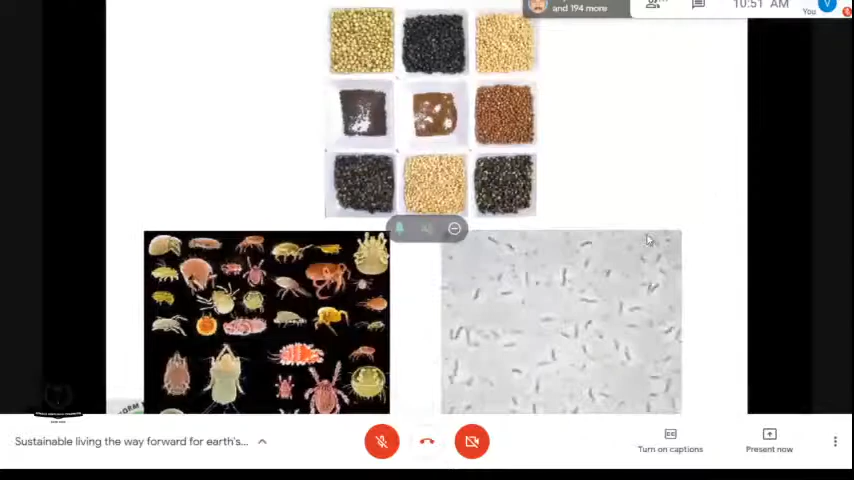 and 194 more
10:51 AM
You
V
Sustainable living the way forward for earth's...
Turn on captions
Present now